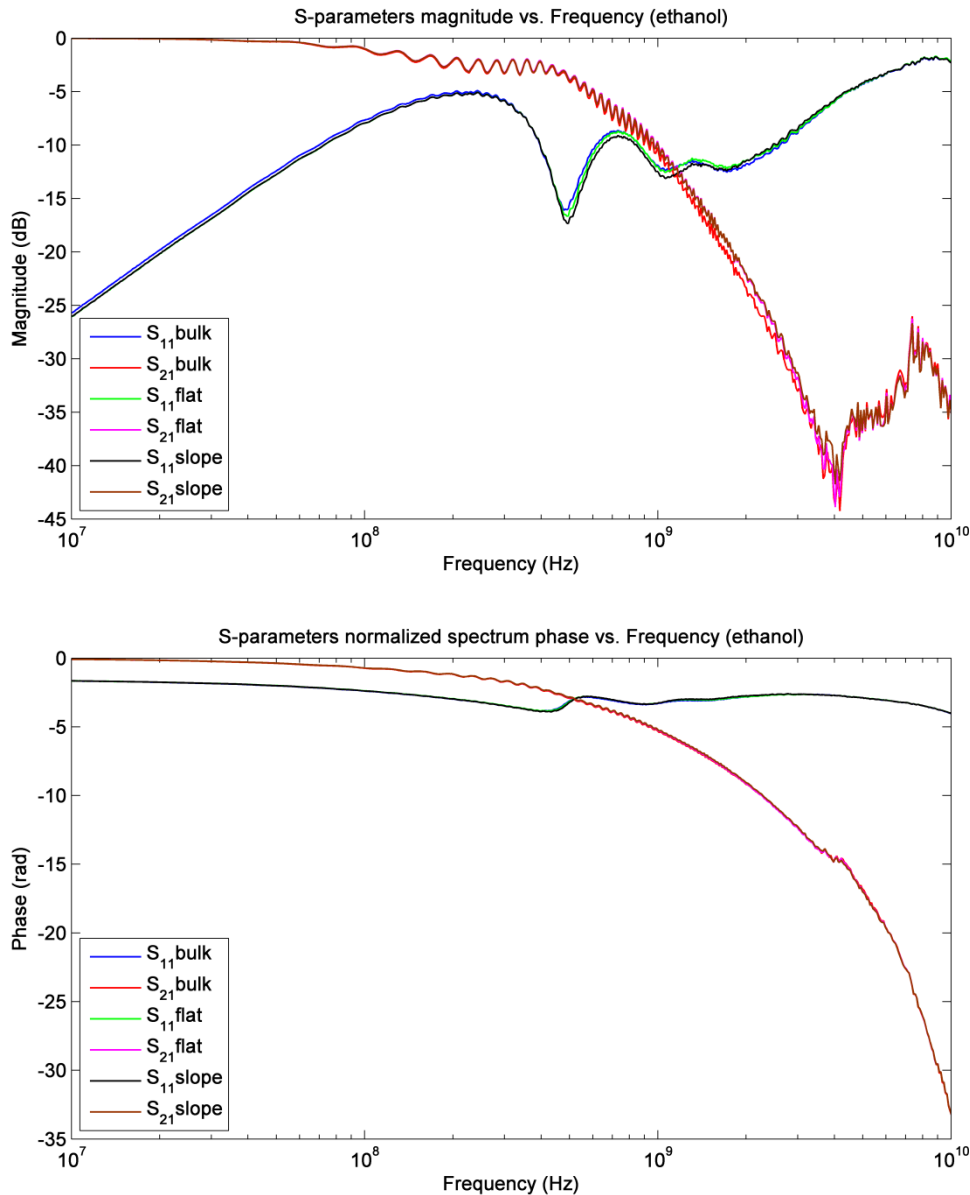 S-parameters magnitude vs. Frequency (ethanol)
0
-5
-10
-15
-20
-25
-30
-35
-40
-45
Magnitude (dB)
S11bulk
S21bulk
S11flat
S21flat
S11slope
S21slope
10^7
10^8
10^9
10^10
Frequency (Hz)
S-parameters normalized spectrum phase vs. Frequency (ethanol)
0
-5
-10
-15
-20
-25
-30
-35
Phase (rad)
S11bulk
S21bulk
S11flat
S21flat
S11slope
S21slope
10^7
10^8
10^9
10^10
Frequency (Hz)